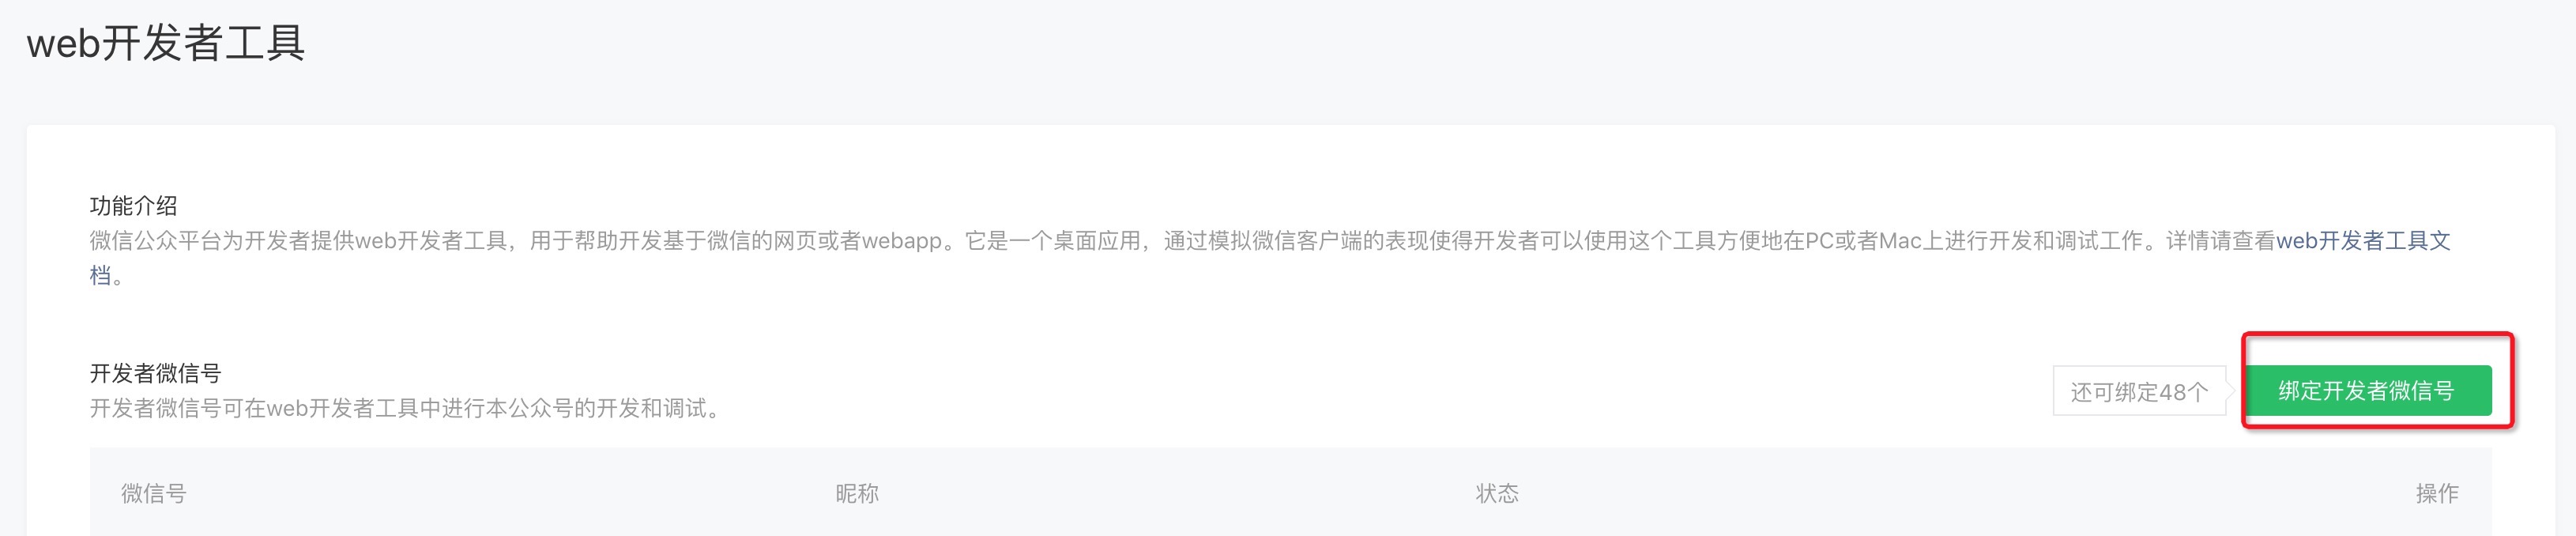 web开发者工具
功能介绍
微信公众平台为开发者提供web开发者工具，用于帮助开发基于微信的网页或者webapp。它是一个桌面应用，通过模拟微信客户端的表现使得开发者可以使用这个工具方便地在PC或者Mac上进行开发和调试工作。详情请查看web开发者工具文
档。
开发者微信号
开发者微信号可在web开发者工具中进行本公众号的开发和调试。
还可绑定48个
绑定开发者微信号
微信号
昵称
状态
操作